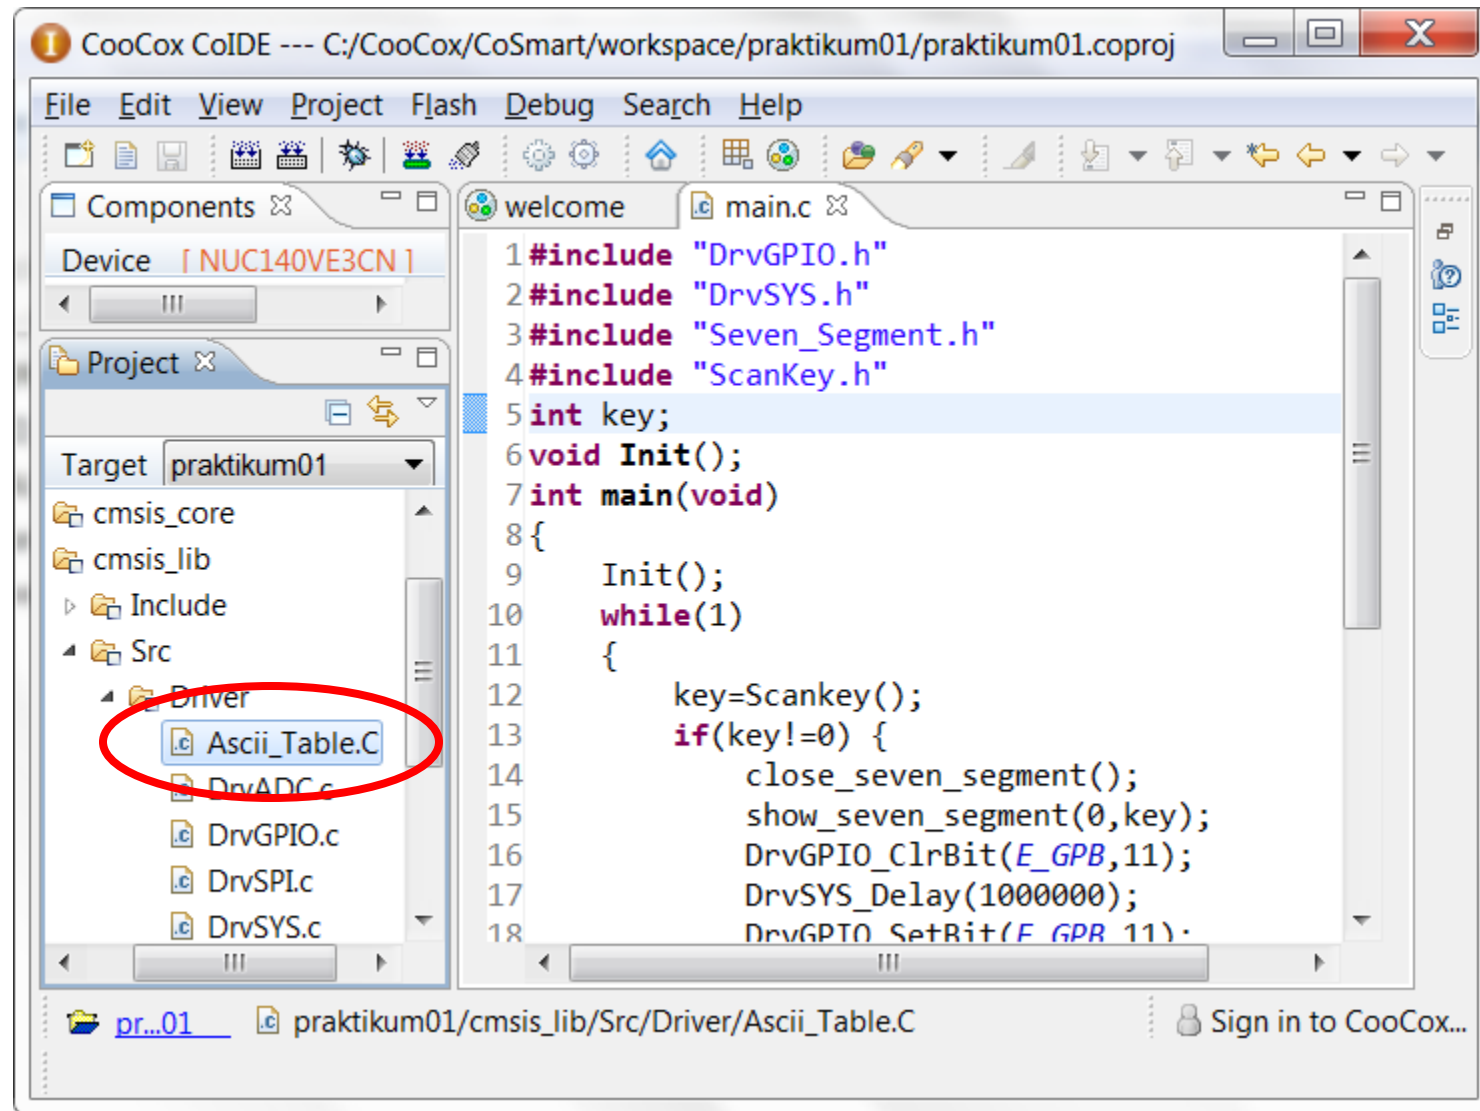 CooCox CoIDE --- C:/CooCox/CoSmart/workspace/praktikum01/praktikum01.coproj
File Edit View Project Flash Debug Search Help
Components
Device [ NUC140VE3CN ]
Project
Target praktikum01
cmsis_core
cmsis_lib
Include
Src
Driver
Ascii_Table.C
DrvADC.c
DrvGPIO.c
DrvSPI.c
DrvSYS.c
welcome main.c
1 #include "DrvGPIO.h"
2 #include "DrvSYS.h"
3 #include "Seven_Segment.h"
4 #include "ScanKey.h"
5 int key;
6 void Init();
7 int main(void)
8 {
9 Init();
10 while(1)
11 {
12 key=Scankey();
13 if(key!=0) {
14 close_seven_segment();
15 show_seven_segment(0,key);
16 DrvGPIO_ClrBit(E_GPB,11);
17 DrvSYS_Delay(1000000);
18 DrvGPIO_SetBit(E_GPB,11);
pr...01 praktikum01/cmsis_lib/Src/Driver/Ascii_Table.C Sign in to CooCox...